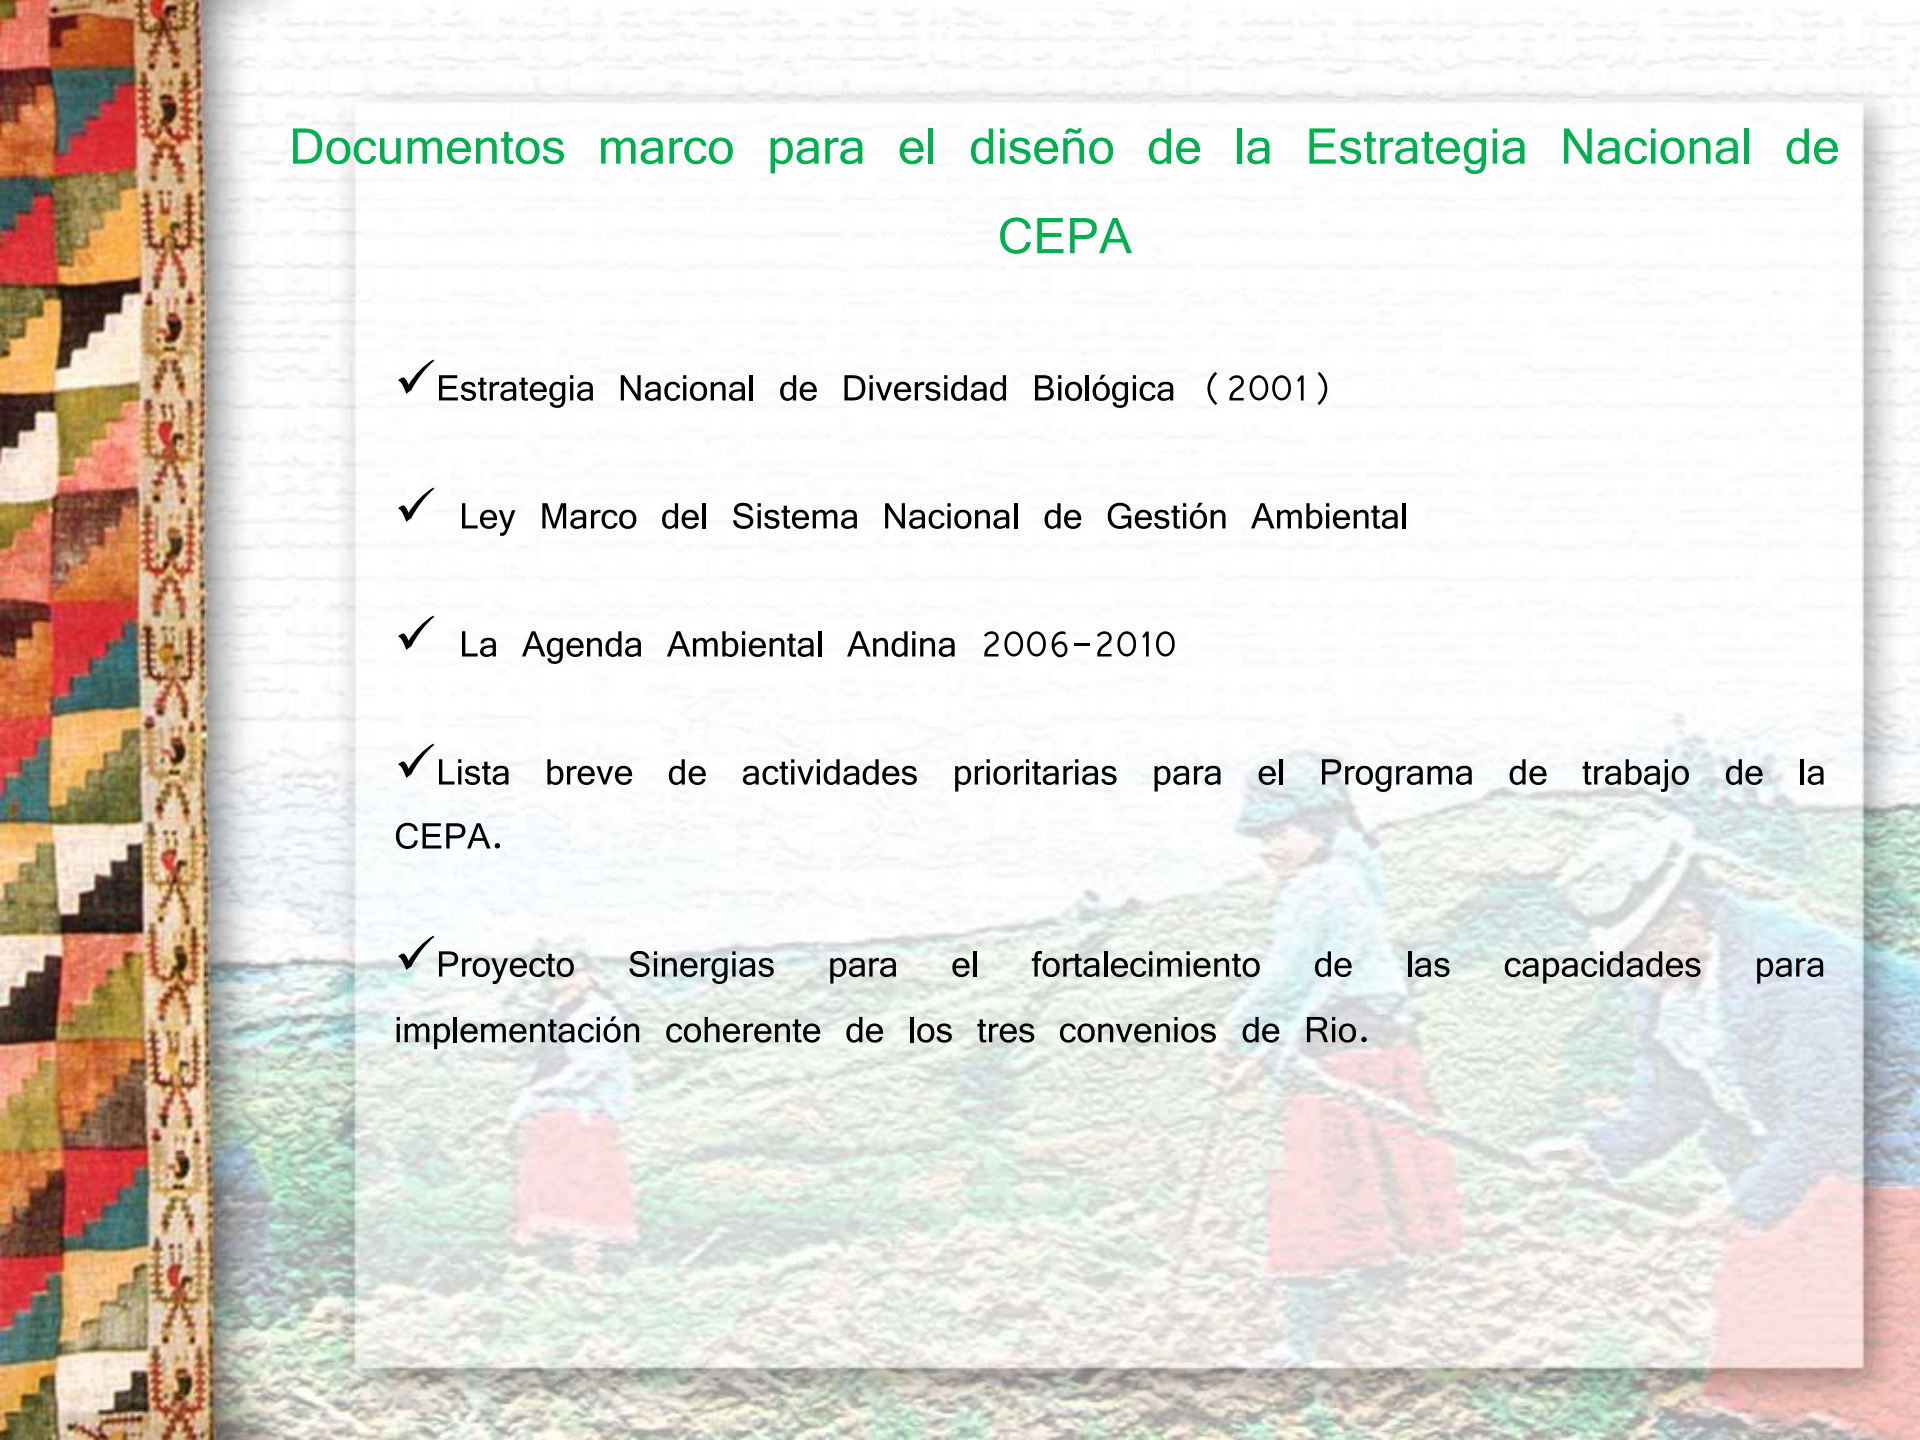 Documentos marco para el diseño de la Estrategia Nacional de
CEPA
✓Estrategia Nacional de Diversidad Biológica (2001)
✓ Ley Marco del Sistema Nacional de Gestión Ambiental
✓ La Agenda Ambiental Andina 2006-2010
✓Lista breve de actividades prioritarias para el Programa de trabajo de la
CEPA.
✓Proyecto Sinergias para el fortalecimiento de las capacidades para
implementación coherente de los tres convenios de Rio.